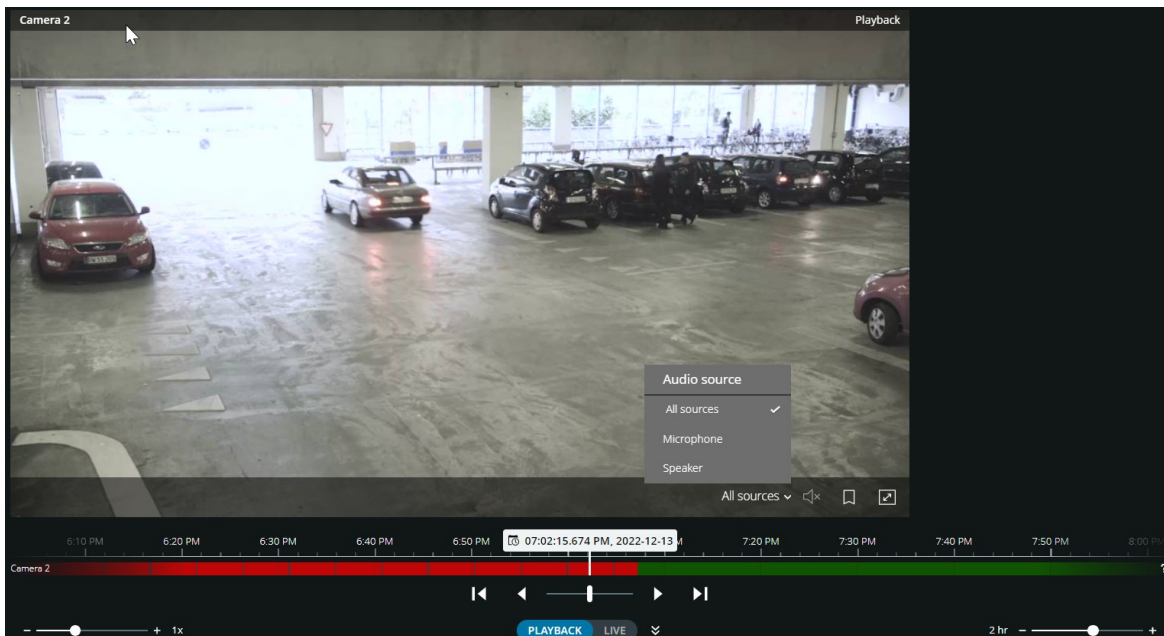 Camera 2
Playback
Audio source
All sources
Microphone
Speaker
All sources
6:10 PM 6:20 PM 6:30 PM 6:40 PM 6:50 PM 07:02:15.674 PM, 2022-12-13 7:20 PM 7:30 PM 7:40 PM 7:50 PM 8:00 PM
Camera 2
- + 1x
PLAYBACK LIVE
2 hr - +